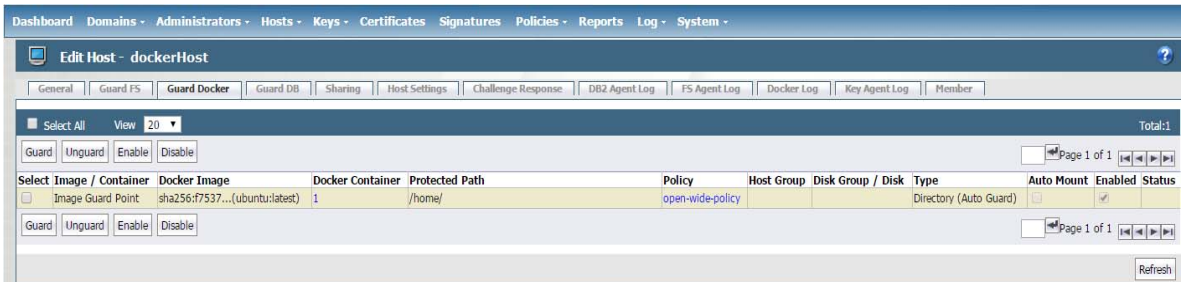 Dashboard Domains Administrators Hosts Keys Certificates Signatures Policies Reports Log System
Edit Host - dockerHost ?
General Guard FS Guard Docker Guard DB Sharing Host Settings Challenge Response DB2 Agent Log FS Agent Log Docker Log Key Agent Log Member
Select All View 20 Total:1
Guard Unguard Enable Disable Page 1 of 1
Select Image / Container Docker Image Docker Container Protected Path Policy Host Group Disk Group / Disk Type Auto Mount Enabled Status
Image Guard Point sha256:f7537...(ubuntu:latest) 1 /home/ open-wide-policy Directory (Auto Guard)
Guard Unguard Enable Disable Page 1 of 1
Refresh